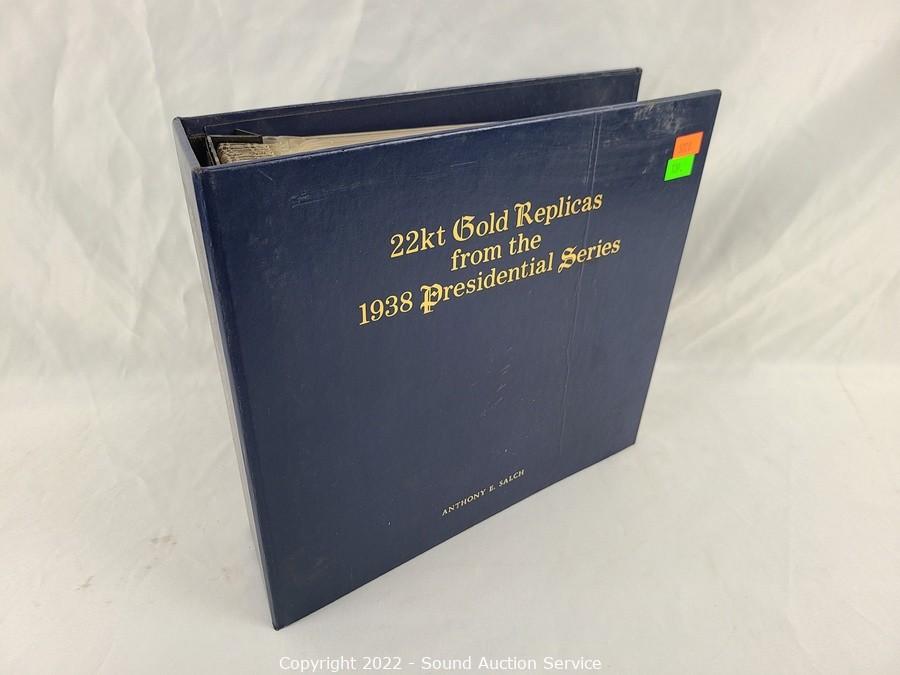 22kt Gold Replicas
from the
1938 Presidential Series
ANTHONY E. SALCH
Copyright 2022 - Sound Auction Service